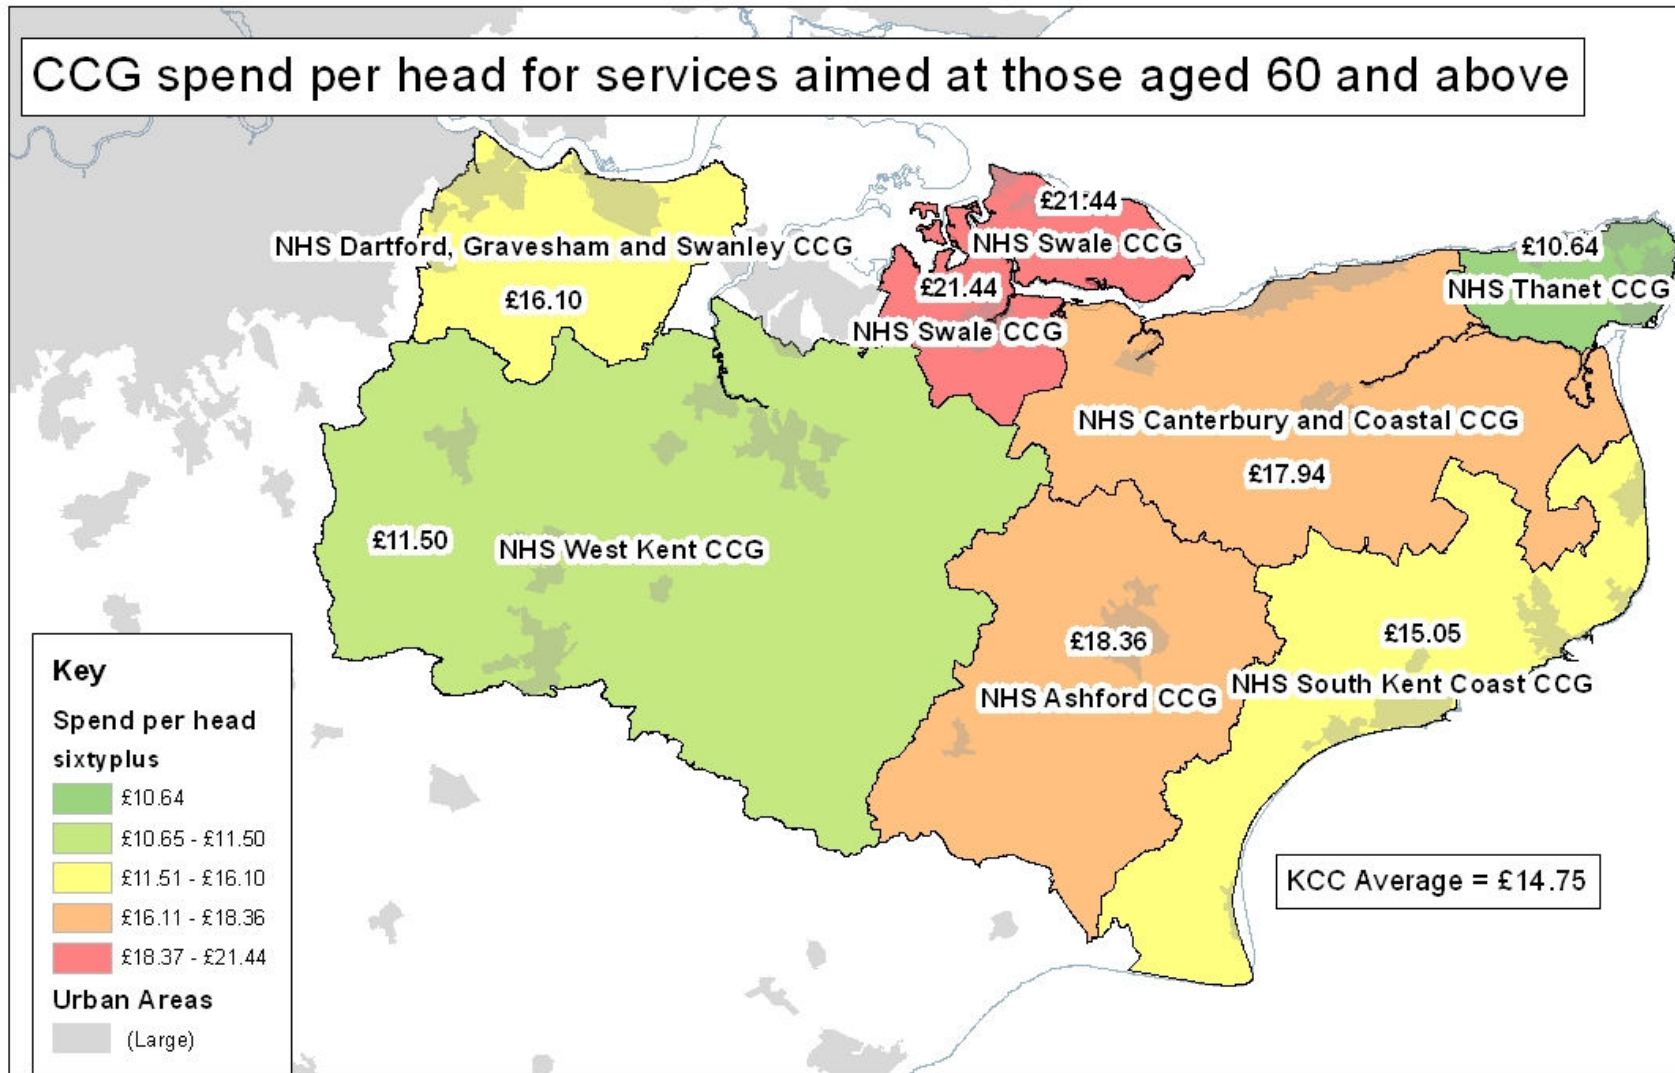 CCG spend per head for services aimed at those aged 60 and above
£21.44
NHS Swale CCG
£10.64
NHS Thanet CCG
NHS Dartford, Gravesham and Swanley CCG
£16.10
£21.44
NHS Swale CCG
NHS Canterbury and Coastal CCG
£17.94
£11.50
NHS West Kent CCG
£18.36
NHS Ashford CCG
£15.05
NHS South Kent Coast CCG
KCC Average = £14.75
Key
Spend per head
sixtyplus
£10.64
£10.65 - £11.50
£11.51 - £16.10
£16.11 - £18.36
£18.37 - £21.44
Urban Areas
(Large)